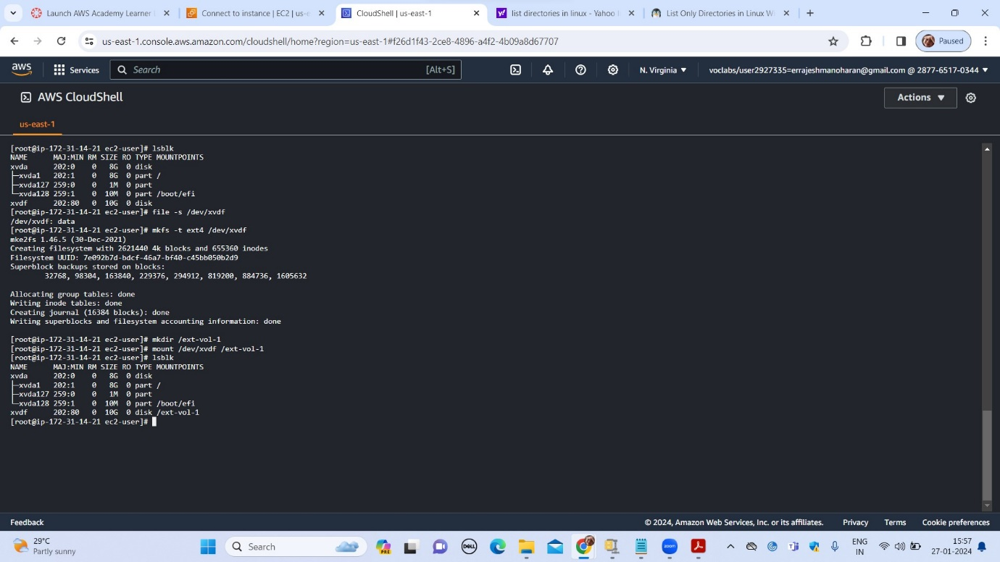 Launch AWS Academy Learner
Connect to instance | EC2 | us-e
CloudShell | us-east-1
list directories in linux - Yahoo
List Only Directories in Linux W
us-east-1.console.aws.amazon.com/cloudshell/home?region=us-east-1#f26d1f43-2ce8-4896-a4f2-4b09a8d67707
Paused
aws
Services
Search
[Alt+S]
N. Virginia ▼
voclabs/user2927335=errajeshmanoharan@gmail.com @ 2877-6517-0344 ▼
AWS CloudShell
Actions ▼
us-east-1
[root@ip-172-31-14-21 ec2-user]# lsblk
NAME      MAJ:MIN RM SIZE RO TYPE MOUNTPOINTS
xvda      202:0    0   8G  0 disk
├─xvda1   202:1    0   8G  0 part /
├─xvda127 259:0    0   1M  0 part
└─xvda128 259:1    0  10M  0 part /boot/efi
xvdf      202:80   0  10G  0 disk
[root@ip-172-31-14-21 ec2-user]# file -s /dev/xvdf
/dev/xvdf: data
[root@ip-172-31-14-21 ec2-user]# mkfs -t ext4 /dev/xvdf
mke2fs 1.46.5 (30-Dec-2021)
Creating filesystem with 2621440 4k blocks and 655360 inodes
Filesystem UUID: 7e092b7d-bdcf-46a7-bf40-c45bb050b2d9
Superblock backups stored on blocks:
        32768, 98304, 163840, 229376, 294912, 819200, 884736, 1605632
Allocating group tables: done
Writing inode tables: done
Creating journal (16384 blocks): done
Writing superblocks and filesystem accounting information: done
[root@ip-172-31-14-21 ec2-user]# mkdir /ext-vol-1
[root@ip-172-31-14-21 ec2-user]# mount /dev/xvdf /ext-vol-1
[root@ip-172-31-14-21 ec2-user]# lsblk
NAME      MAJ:MIN RM SIZE RO TYPE MOUNTPOINTS
xvda      202:0    0   8G  0 disk
├─xvda1   202:1    0   8G  0 part /
├─xvda127 259:0    0   1M  0 part
└─xvda128 259:1    0  10M  0 part /boot/efi
xvdf      202:80   0  10G  0 disk /ext-vol-1
[root@ip-172-31-14-21 ec2-user]#
Feedback
© 2024, Amazon Web Services, Inc. or its affiliates.
Privacy
Terms
Cookie preferences
29°C
Partly sunny
Search
PRE
DELL
zoom
ENG
IN
15:57
27-01-2024